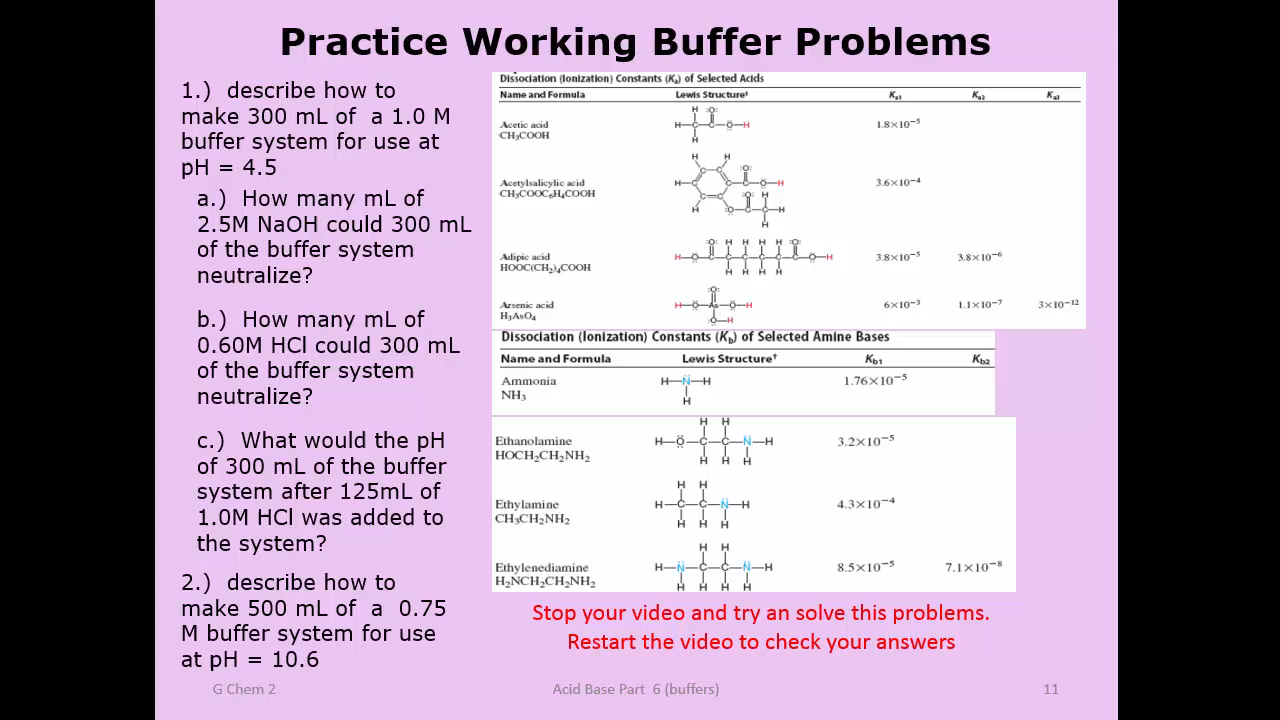 Practice Working Buffer Problems
1.) describe how to
make 300 mL of a 1.0 M
buffer system for use at
pH = 4.5
a.) How many mL of
2.5M NaOH could 300 mL
of the buffer system
neutralize?
b.) How many mL of
0.60M HCl could 300 mL
of the buffer system
neutralize?
c.) What would the pH
of 300 mL of the buffer
system after 125mL of
1.0M HCl was added to
the system?
2.) describe how to
make 500 mL of a 0.75
M buffer system for use
at pH = 10.6
Dissociation (Ionization) Constants (Ka) of Selected Acids
Name and Formula Lewis Structure† Ka1 Ka2 Ka3
Acetic acid 1.8×10⁻⁵
CH₃COOH
Acetylsalicylic acid 3.6×10⁻⁴
CH₃COOC₆H₄COOH
Adipic acid 3.8×10⁻⁵ 3.8×10⁻⁶
HOOC(CH₂)₄COOH
Arsenic acid 6×10⁻³ 1.1×10⁻⁷ 3×10⁻¹²
H₃AsO₄
Dissociation (Ionization) Constants (Kb) of Selected Amine Bases
Name and Formula Lewis Structure† Kb1 Kb2
Ammonia 1.76×10⁻⁵
NH₃
Ethanolamine 3.2×10⁻⁵
HOCH₂CH₂NH₂
Ethylamine 4.3×10⁻⁴
CH₃CH₂NH₂
Ethylenediamine 8.5×10⁻⁵ 7.1×10⁻⁸
H₂NCH₂CH₂NH₂
Stop your video and try an solve this problems.
Restart the video to check your answers
G Chem 2 Acid Base Part 6 (buffers) 11